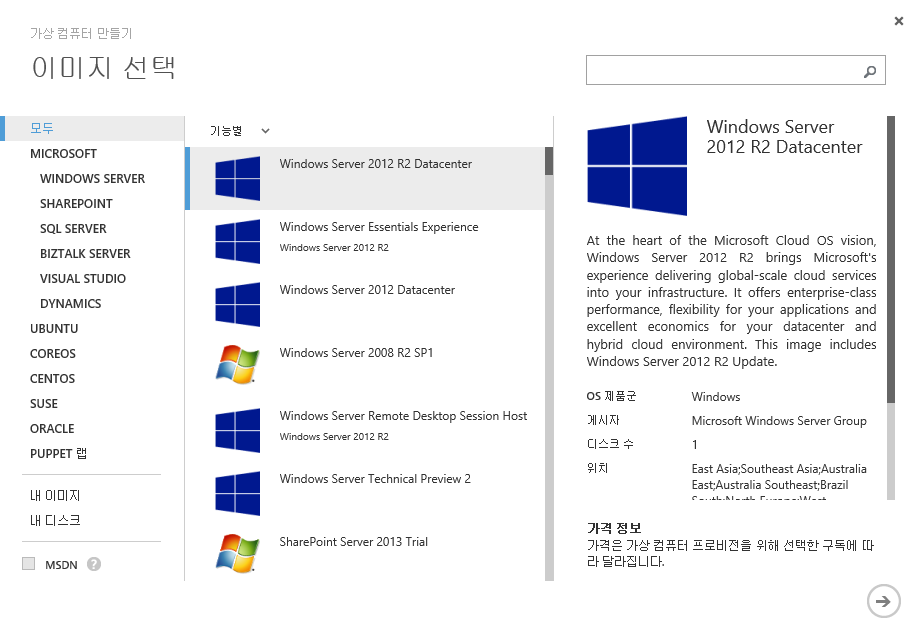 가상 컴퓨터 만들기
이미지 선택
모두
MICROSOFT
WINDOWS SERVER
SHAREPOINT
SQL SERVER
BIZTALK SERVER
VISUAL STUDIO
DYNAMICS
UBUNTU
COREOS
CENTOS
SUSE
ORACLE
PUPPET 랩
내 이미지
내 디스크
MSDN ?
기능별
Windows Server 2012 R2 Datacenter
Windows Server Essentials Experience
Windows Server 2012 R2
Windows Server 2012 Datacenter
Windows Server 2008 R2 SP1
Windows Server Remote Desktop Session Host
Windows Server 2012 R2
Windows Server Technical Preview 2
SharePoint Server 2013 Trial
Windows Server
2012 R2 Datacenter
At the heart of the Microsoft Cloud OS vision,
Windows Server 2012 R2 brings Microsoft's
experience delivering global-scale cloud services
into your infrastructure. It offers enterprise-class
performance, flexibility for your applications and
excellent economics for your datacenter and
hybrid cloud environment. This image includes
Windows Server 2012 R2 Update.
OS 제품군 Windows
게시자 Microsoft Windows Server Group
디스크 수 1
위치 East Asia;Southeast Asia;Australia
East;Australia Southeast;Brazil
South;North Europe;West
가격 정보
가격은 가상 컴퓨터 프로비전을 위해 선택한 구독에 따
라 달라집니다.